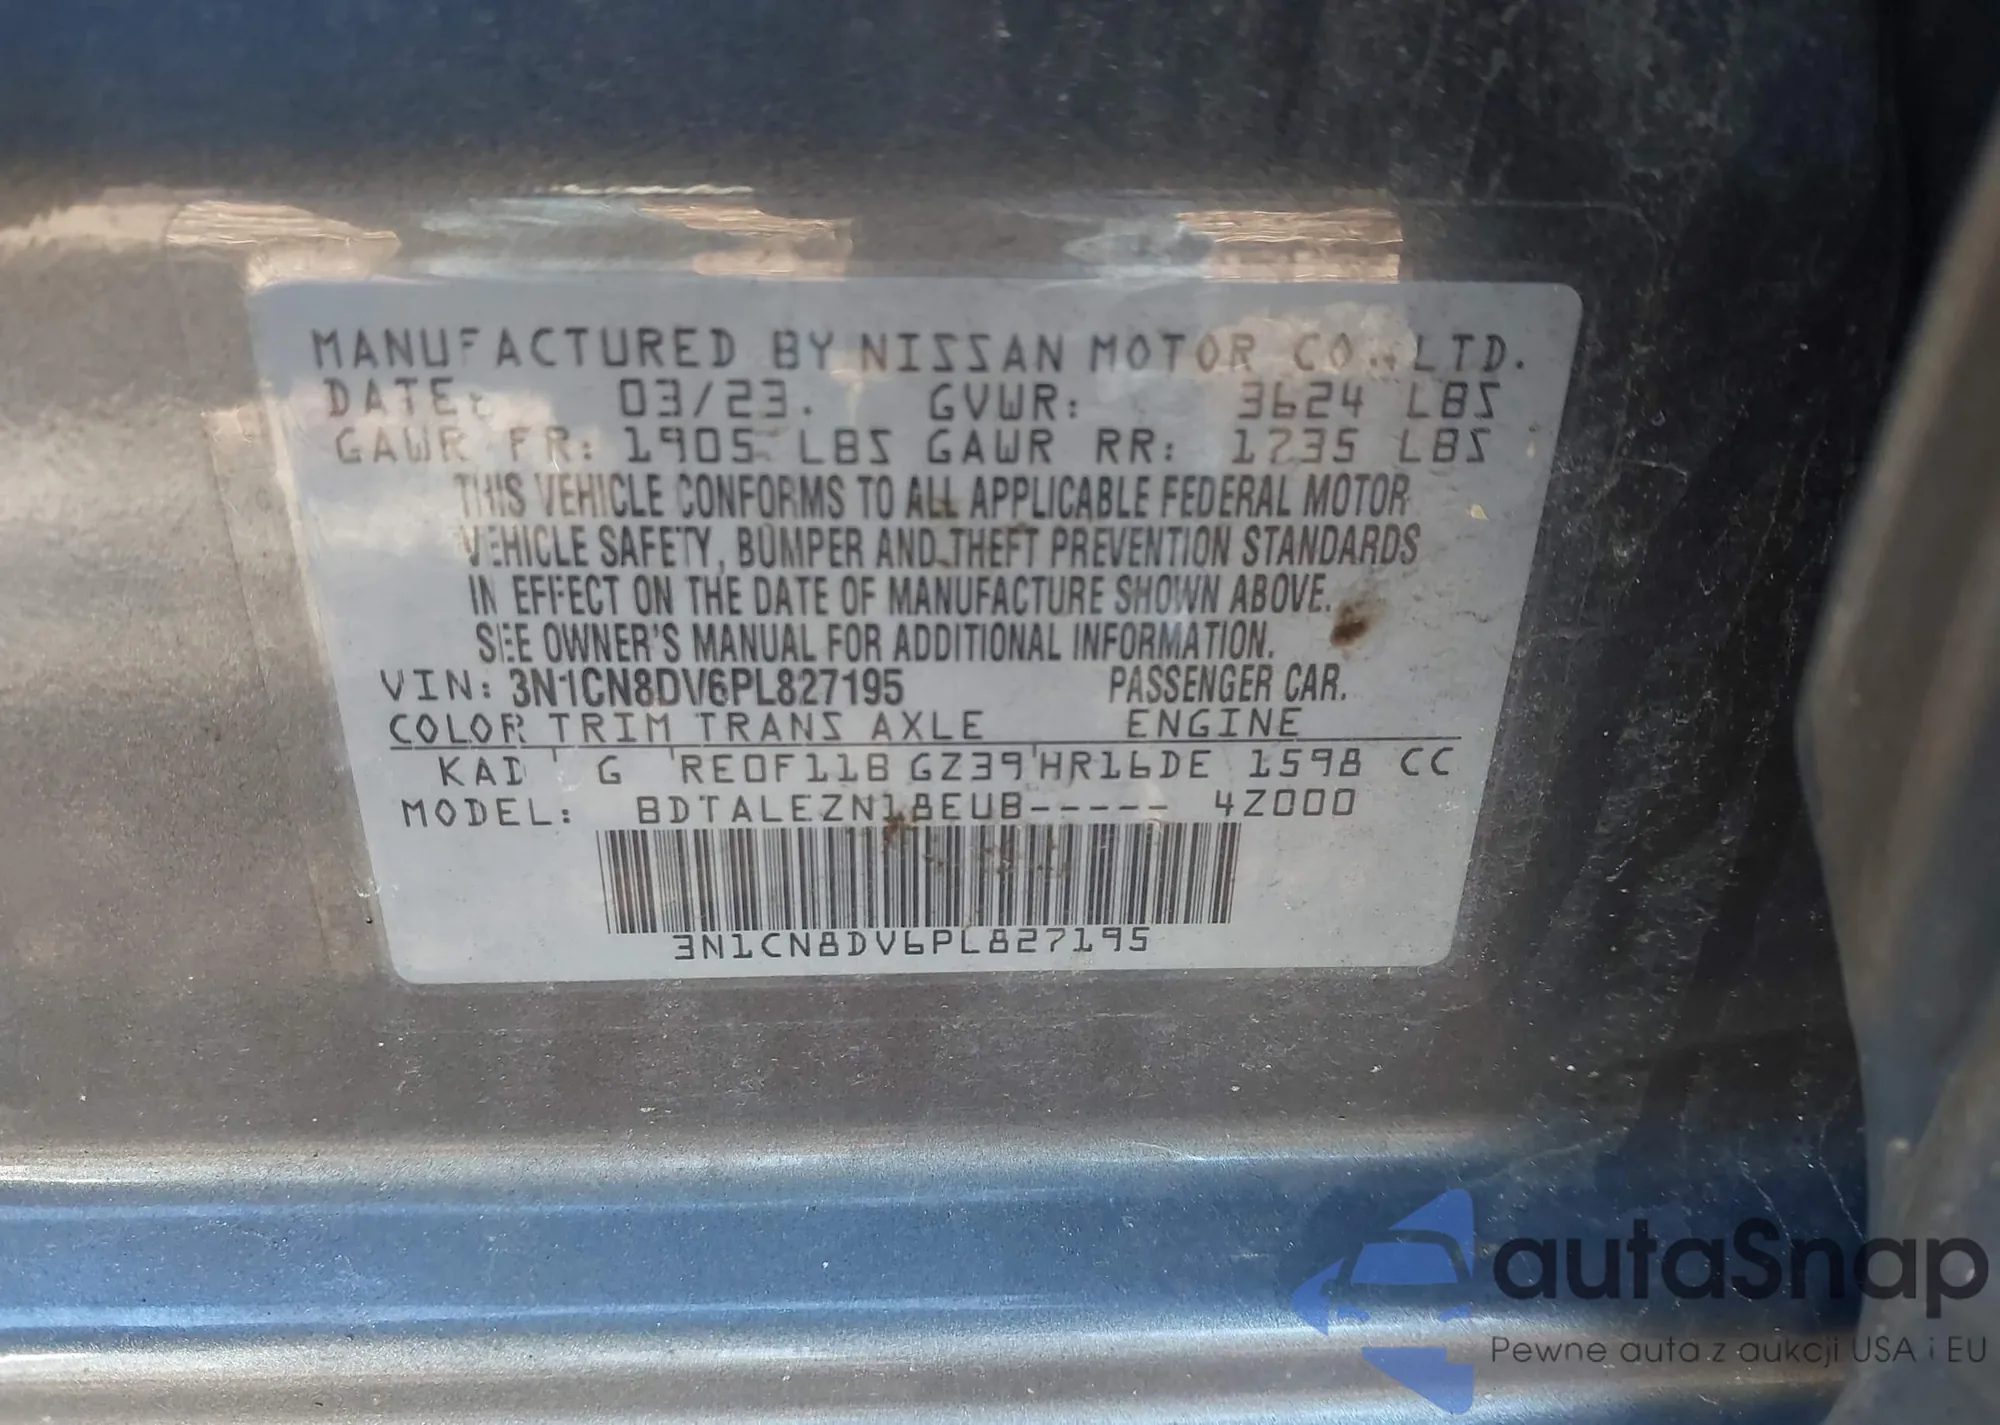 MANUFACTURED BY NISSAN MOTOR CO., LTD.
DATE: 03/23. GVWR: 3624 LBS
GAWR FR: 1905 LBS GAWR RR: 1735 LBS
THIS VEHICLE CONFORMS TO ALL APPLICABLE FEDERAL MOTOR
VEHICLE SAFETY, BUMPER AND THEFT PREVENTION STANDARDS
IN EFFECT ON THE DATE OF MANUFACTURE SHOWN ABOVE.
SEE OWNER'S MANUAL FOR ADDITIONAL INFORMATION.
VIN: 3N1CN8DV6PL827195 PASSENGER CAR.
COLOR TRIM TRANS AXLE ENGINE
KAD G RE0F11B GZ39 HR16DE 1598 CC
MODEL: BDTALEZN18EUB----- 4Z000
3N1CN8DV6PL827195
autaSnap
Pewne auta z aukcji USA i EU